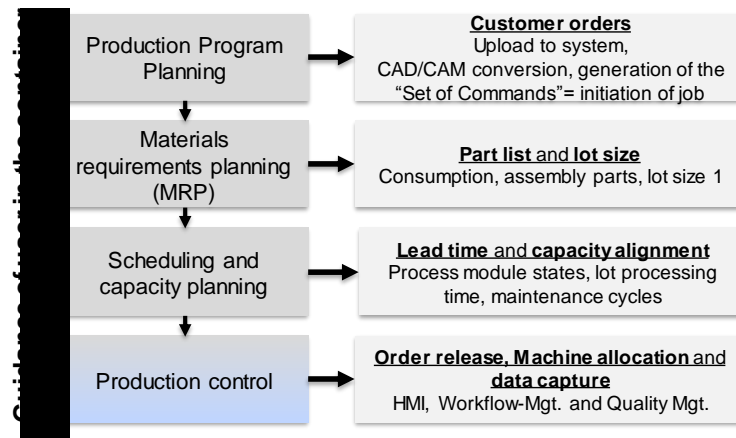 Production Program
Planning
Customer orders
Upload to system,
CAD/CAM conversion, generation of the
“Set of Commands”= initiation of job
Materials
requirements planning
(MRP)
Part list and lot size
Consumption, assembly parts, lot size 1
Scheduling and
capacity planning
Lead time and capacity alignment
Process module states, lot processing
time, maintenance cycles
Production control
Order release, Machine allocation and
data capture
HMI, Workflow-Mgt. and Quality Mgt.